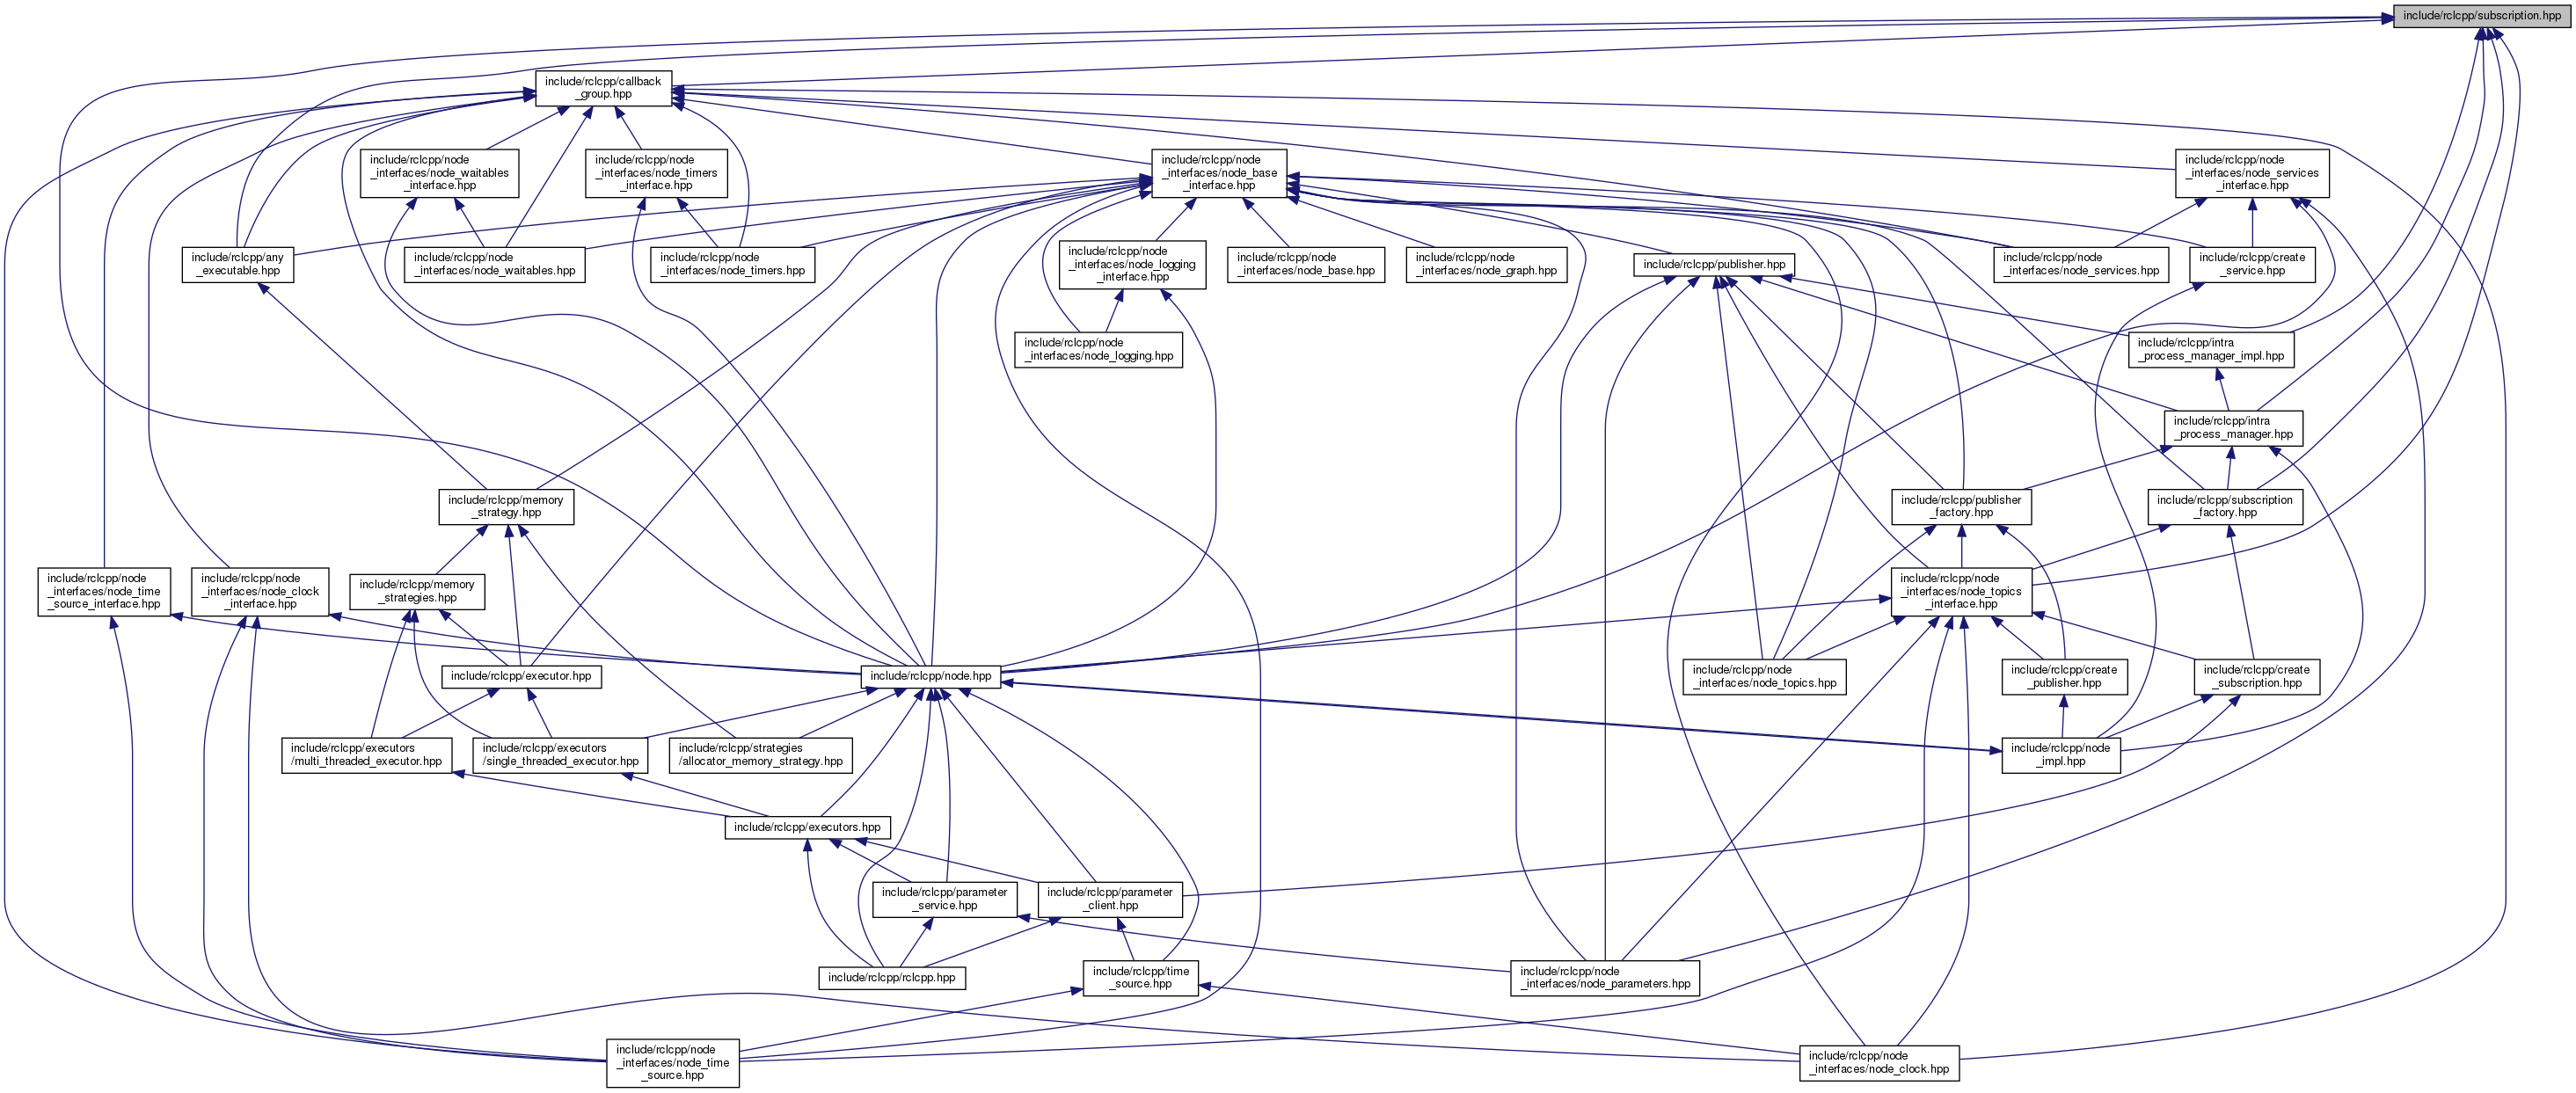 include/rclcpp/subscription.hpp
include/rclcpp/callback
_group.hpp
include/rclcpp/node
_interfaces/node_waitables
_interface.hpp
include/rclcpp/node
_interfaces/node_timers
_interface.hpp
include/rclcpp/node
_interfaces/node_base
_interface.hpp
include/rclcpp/node
_interfaces/node_services
_interface.hpp
include/rclcpp/any
_executable.hpp
include/rclcpp/node
_interfaces/node_waitables.hpp
include/rclcpp/node
_interfaces/node_timers.hpp
include/rclcpp/node
_interfaces/node_logging
_interface.hpp
include/rclcpp/node
_interfaces/node_base.hpp
include/rclcpp/node
_interfaces/node_graph.hpp
include/rclcpp/publisher.hpp
include/rclcpp/node
_interfaces/node_services.hpp
include/rclcpp/create
_service.hpp
include/rclcpp/node
_interfaces/node_logging.hpp
include/rclcpp/intra
_process_manager_impl.hpp
include/rclcpp/intra
_process_manager.hpp
include/rclcpp/memory
_strategy.hpp
include/rclcpp/publisher
_factory.hpp
include/rclcpp/subscription
_factory.hpp
include/rclcpp/node
_interfaces/node_time
_source_interface.hpp
include/rclcpp/node
_interfaces/node_clock
_interface.hpp
include/rclcpp/memory
_strategies.hpp
include/rclcpp/node
_interfaces/node_topics
_interface.hpp
include/rclcpp/executor.hpp
include/rclcpp/node.hpp
include/rclcpp/node
_interfaces/node_topics.hpp
include/rclcpp/create
_publisher.hpp
include/rclcpp/create
_subscription.hpp
include/rclcpp/executors
/multi_threaded_executor.hpp
include/rclcpp/executors
/single_threaded_executor.hpp
include/rclcpp/strategies
/allocator_memory_strategy.hpp
include/rclcpp/node
_impl.hpp
include/rclcpp/executors.hpp
include/rclcpp/parameter
_service.hpp
include/rclcpp/parameter
_client.hpp
include/rclcpp/rclcpp.hpp
include/rclcpp/time
_source.hpp
include/rclcpp/node
_interfaces/node_parameters.hpp
include/rclcpp/node
_interfaces/node_time
_source.hpp
include/rclcpp/node
_interfaces/node_clock.hpp